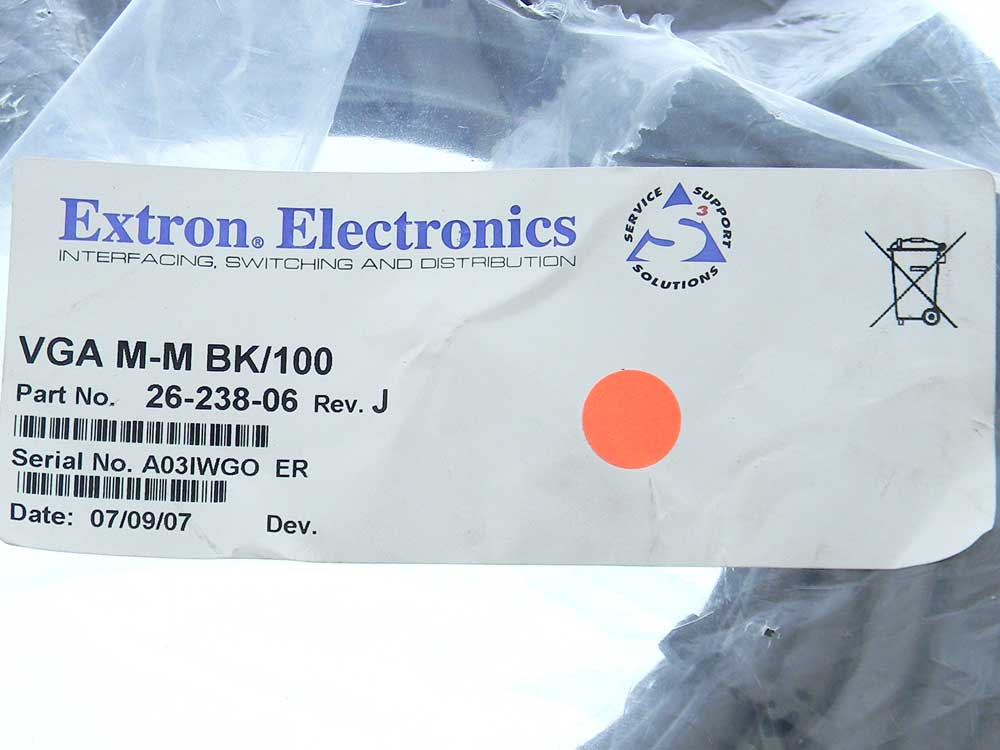 Extron® Electronics
INTERFACING, SWITCHING AND DISTRIBUTION
SERVICE SUPPORT SOLUTIONS
S3
VGA M-M BK/100
Part No. 26-238-06 Rev. J
Serial No. A03IWGO ER
Date: 07/09/07 Dev.